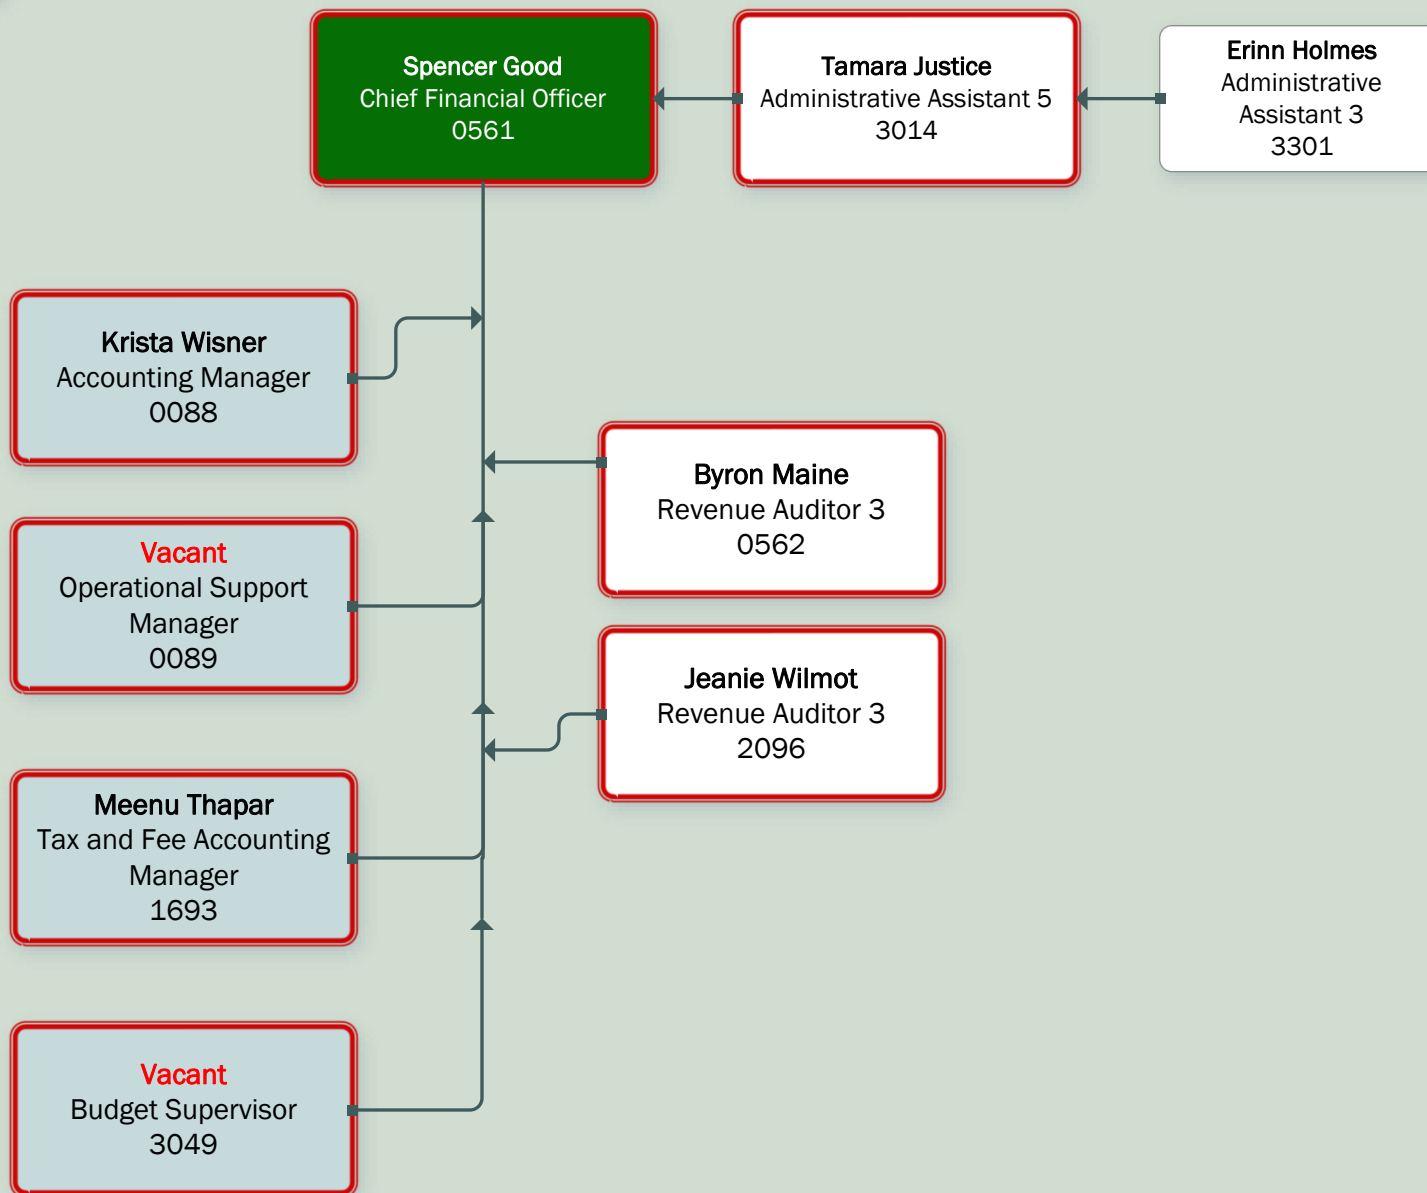 Spencer Good
Chief Financial Officer
0561
Tamara Justice
Administrative Assistant 5
3014
Erinn Holmes
Administrative
Assistant 3
3301
Krista Wisner
Accounting Manager
0088
Byron Maine
Revenue Auditor 3
0562
Vacant
Operational Support
Manager
0089
Jeanie Wilmot
Revenue Auditor 3
2096
Meenu Thapar
Tax and Fee Accounting
Manager
1693
Vacant
Budget Supervisor
3049